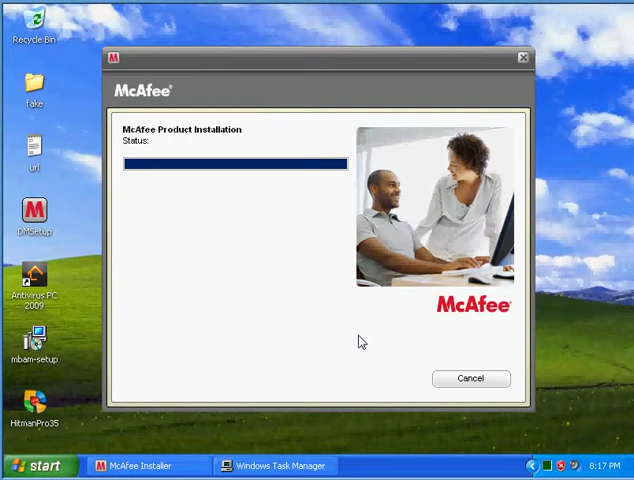 Recycle Bin
fake
url
DMSetup
Antivirus PC
2009
mbam-setup
HitmanPro35
McAfee®
McAfee Product Installation
Status:
McAfee®
Cancel
start
McAfee Installer
Windows Task Manager
8:17 PM